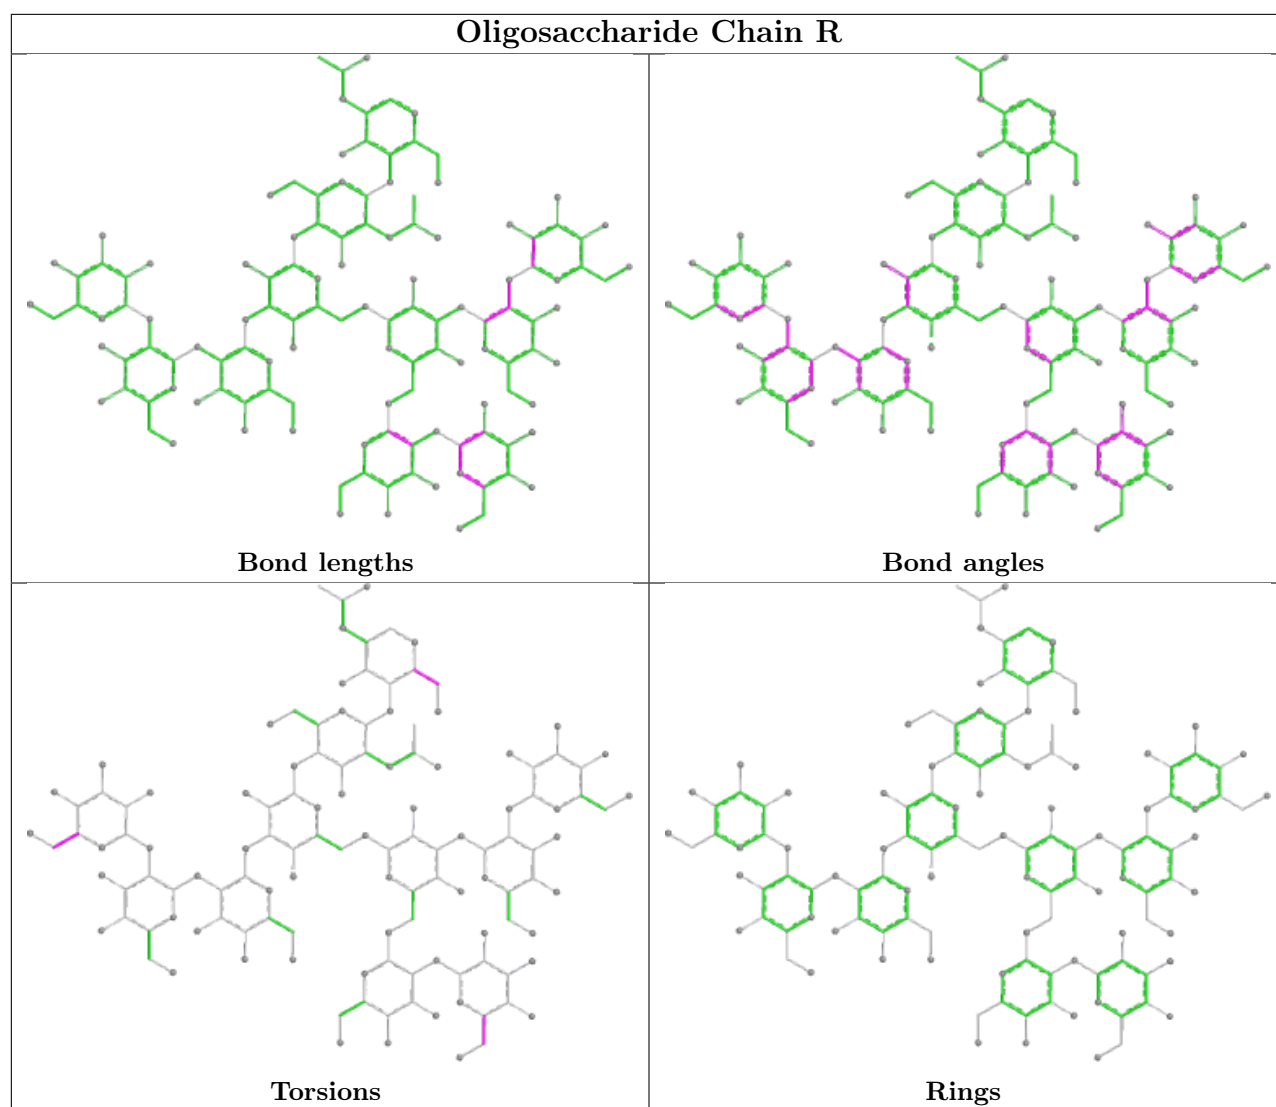 Oligosaccharide Chain R
Bond lengths
Bond angles
Torsions
Rings